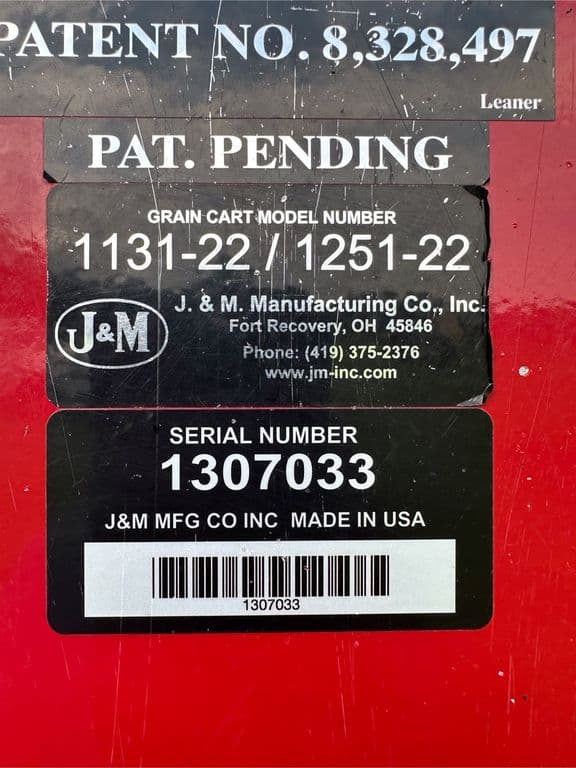 PATENT NO. 8,328,497
Leaner
PAT. PENDING
GRAIN CART MODEL NUMBER
1131-22 / 1251-22
J&M
J. & M. Manufacturing Co., Inc.
Fort Recovery, OH 45846
Phone: (419) 375-2376
www.jm-inc.com
SERIAL NUMBER
1307033
J&M MFG CO INC MADE IN USA
1307033